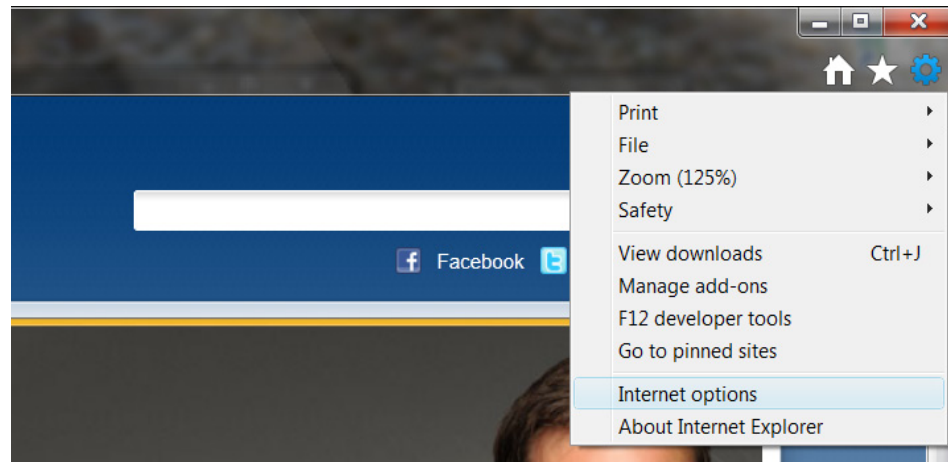 Print
File
Zoom (125%)
Safety
Facebook
View downloads Ctrl+J
Manage add-ons
F12 developer tools
Go to pinned sites
Internet options
About Internet Explorer